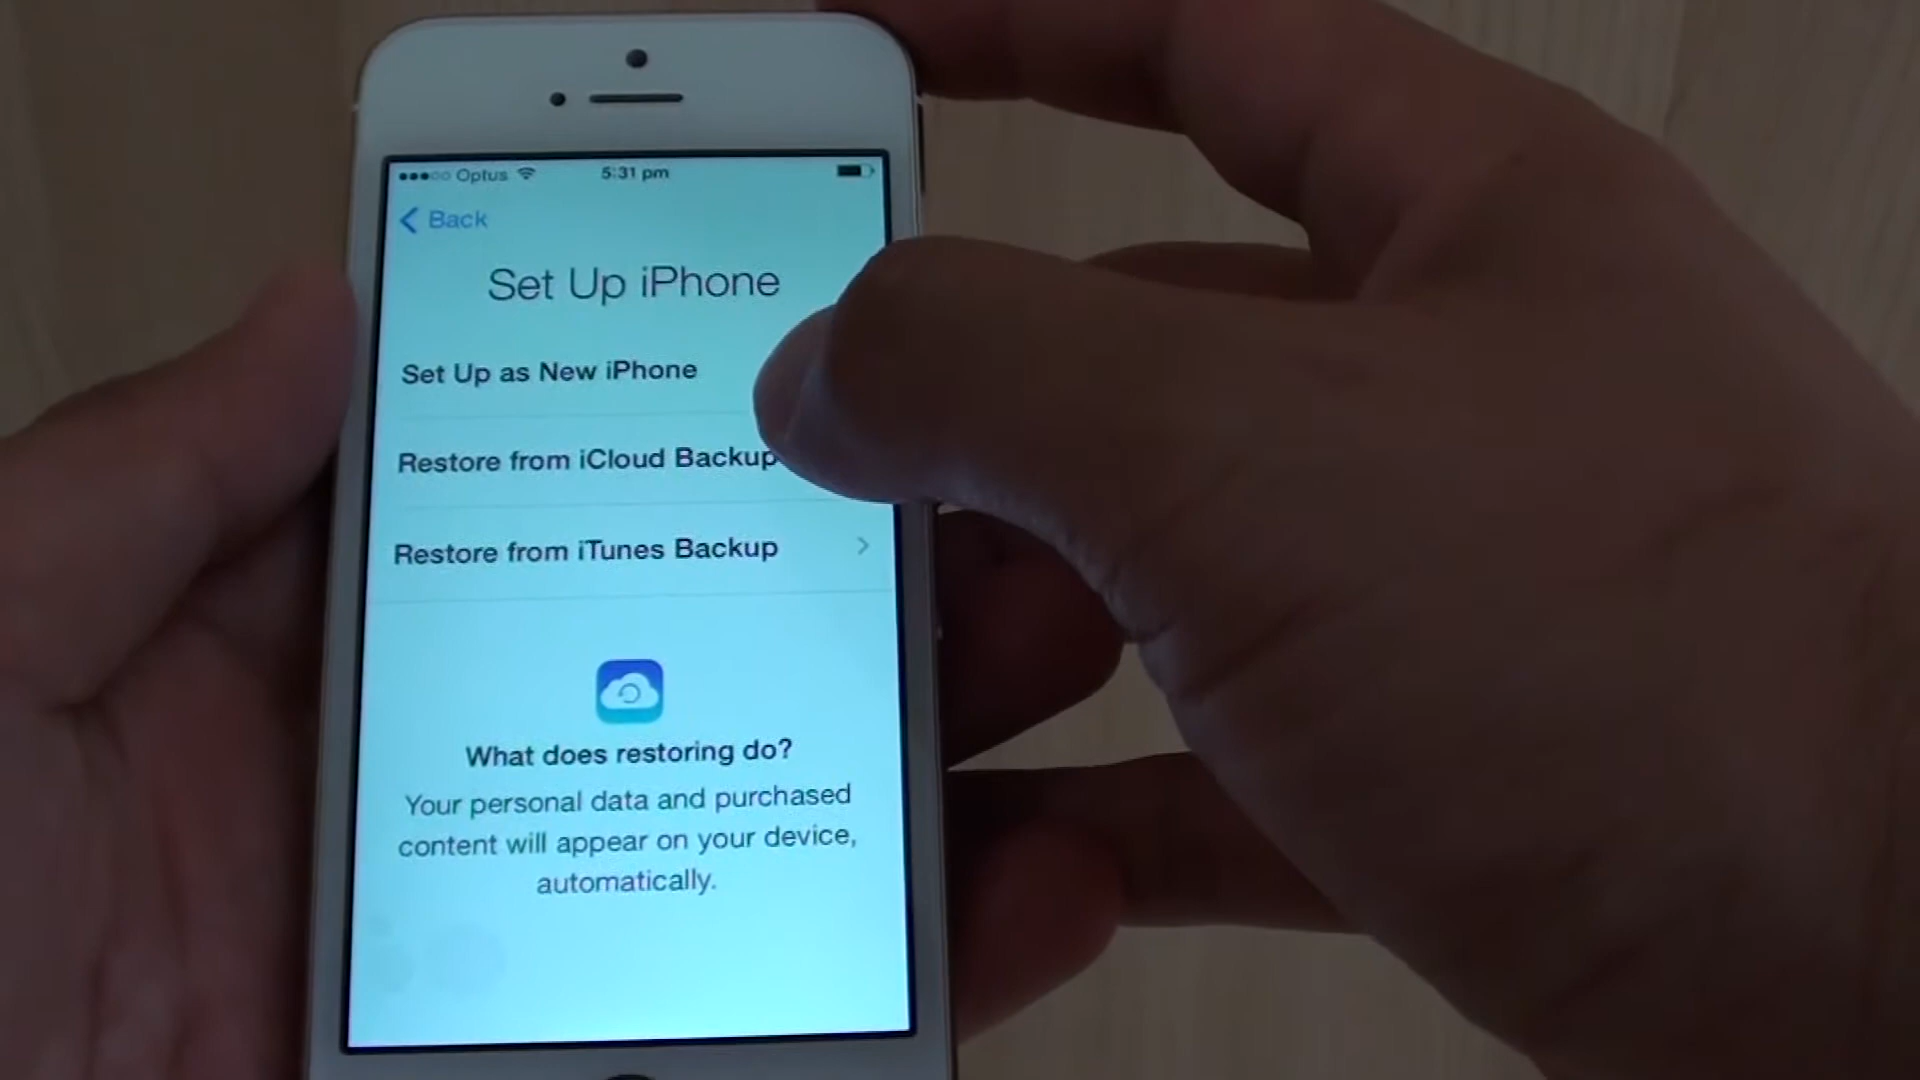 Optus 5:31 pm
Back
Set Up iPhone
Set Up as New iPhone
Restore from iCloud Backup
Restore from iTunes Backup
What does restoring do?
Your personal data and purchased
content will appear on your device,
automatically.